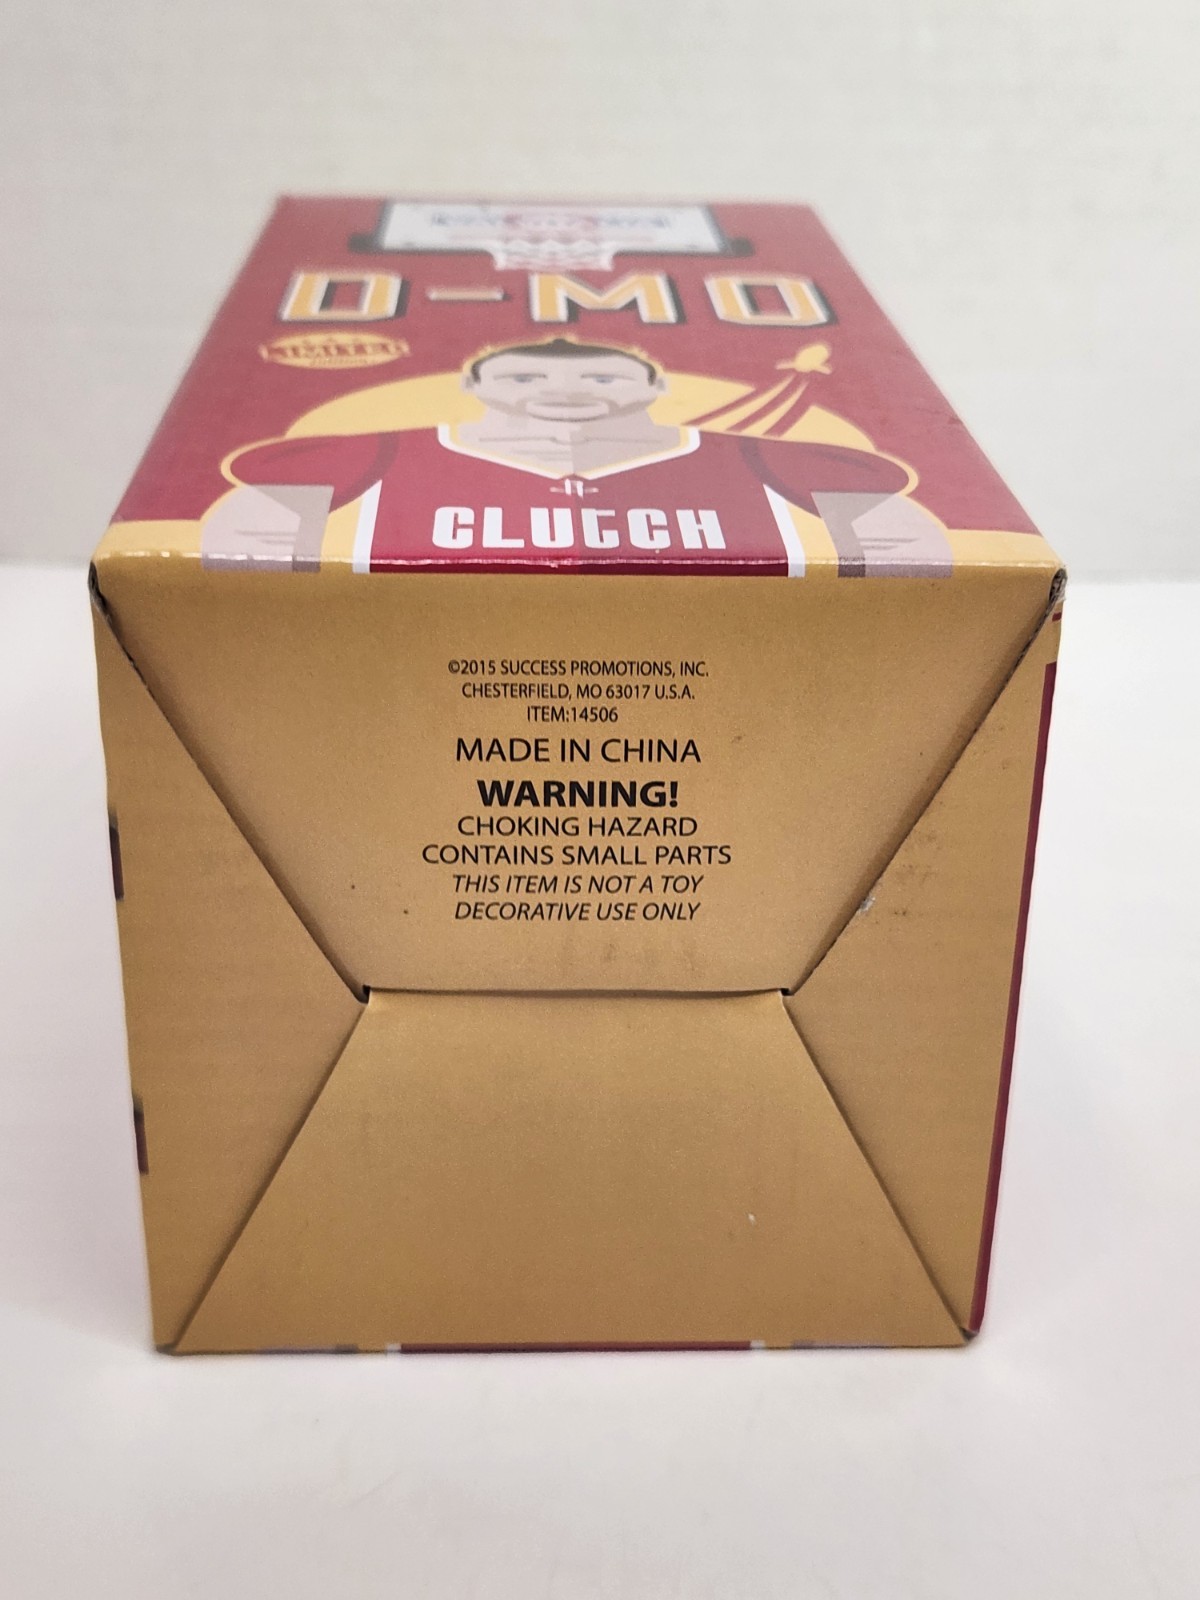 D-MO
LIMITED
CLUtCH
©2015 SUCCESS PROMOTIONS, INC.
CHESTERFIELD, MO 63017 U.S.A.
ITEM:14506
MADE IN CHINA
WARNING!
CHOKING HAZARD
CONTAINS SMALL PARTS
THIS ITEM IS NOT A TOY
DECORATIVE USE ONLY